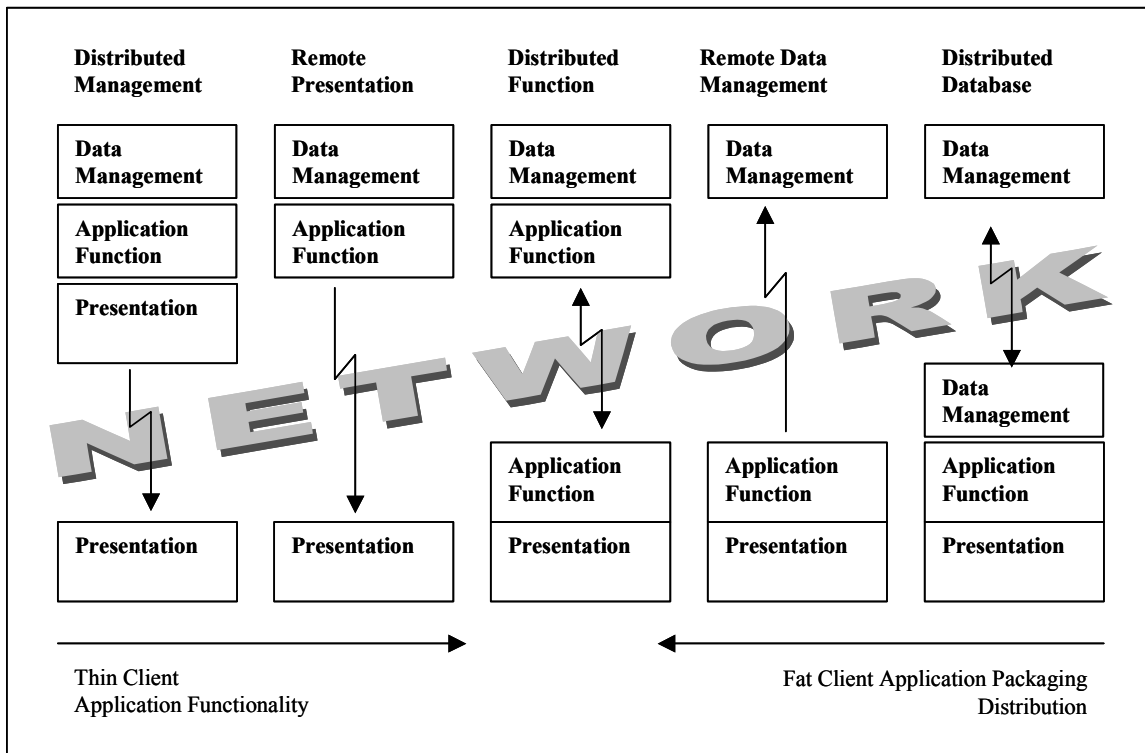 Distributed
Management
Remote
Presentation
Distributed
Function
Remote Data
Management
Distributed
Database
Data
Management
Data
Management
Data
Management
Data
Management
Data
Management
Application
Function
Application
Function
Application
Function
Presentation
NETWORK
Data
Management
Application
Function
Application
Function
Application
Function
Presentation
Presentation
Presentation
Presentation
Presentation
Thin Client
Application Functionality
Fat Client Application Packaging
Distribution